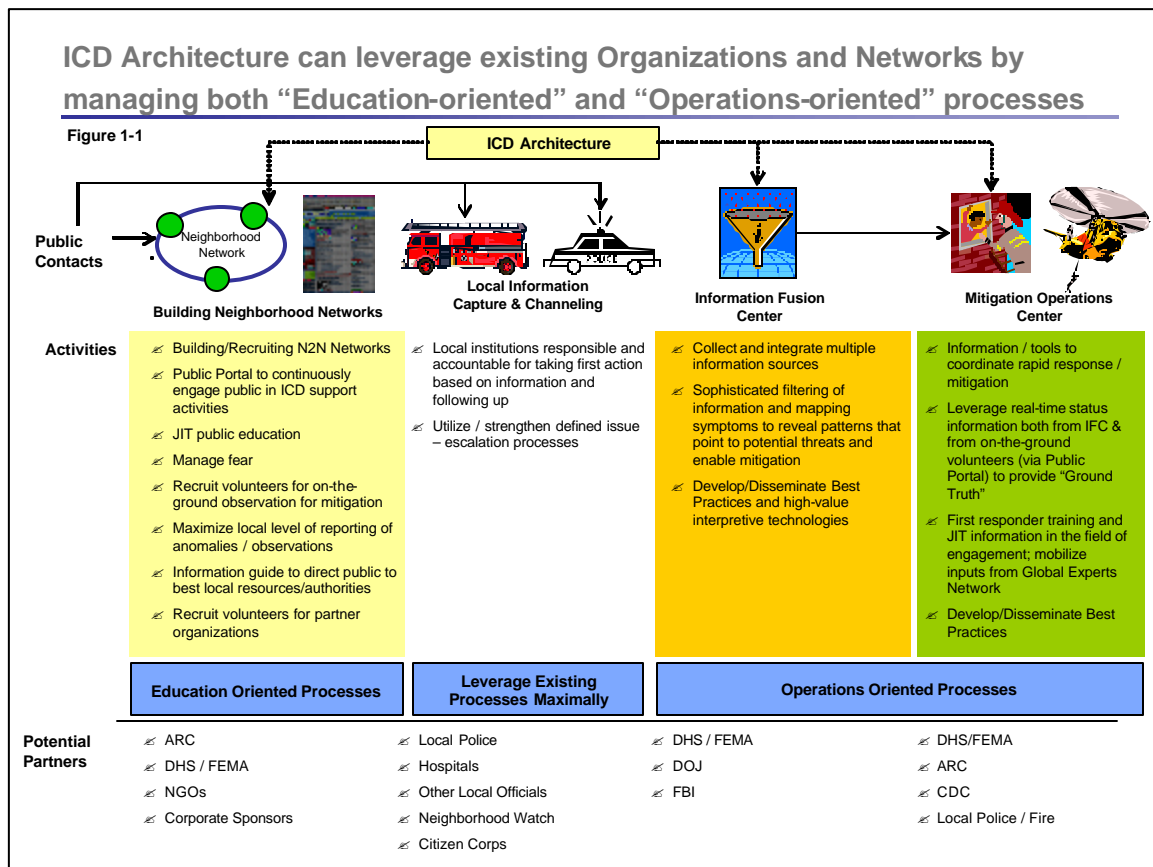 ICD Architecture can leverage existing Organizations and Networks by
managing both “Education-oriented” and “Operations-oriented” processes
Figure 1-1
ICD Architecture
Public
Contacts
Neighborhood
Network
POLICE
Building Neighborhood Networks
Local Information
Capture & Channeling
Information Fusion
Center
Mitigation Operations
Center
Activities
Building/Recruiting N2N Networks
Public Portal to continuously
engage public in ICD support
activities
JIT public education
Manage fear
Recruit volunteers for on-the-
ground observation for mitigation
Maximize local level of reporting of
anomalies / observations
Information guide to direct public to
best local resources/authorities
Recruit volunteers for partner
organizations
Local institutions responsible and
accountable for taking first action
based on information and
following up
Utilize / strengthen defined issue
– escalation processes
Collect and integrate multiple
information sources
Sophisticated filtering of
information and mapping
symptoms to reveal patterns that
point to potential threats and
enable mitigation
Develop/Disseminate Best
Practices and high-value
interpretive technologies
Information / tools to
coordinate rapid response /
mitigation
Leverage real-time status
information both from IFC &
from on-the-ground
volunteers (via Public
Portal) to provide “Ground
Truth”
First responder training and
JIT information in the field of
engagement; mobilize
inputs from Global Experts
Network
Develop/Disseminate Best
Practices
Education Oriented Processes
Leverage Existing
Processes Maximally
Operations Oriented Processes
Potential
Partners
ARC
DHS / FEMA
NGOs
Corporate Sponsors
Local Police
Hospitals
Other Local Officials
Neighborhood Watch
Citizen Corps
DHS / FEMA
DOJ
FBI
DHS/FEMA
ARC
CDC
Local Police / Fire